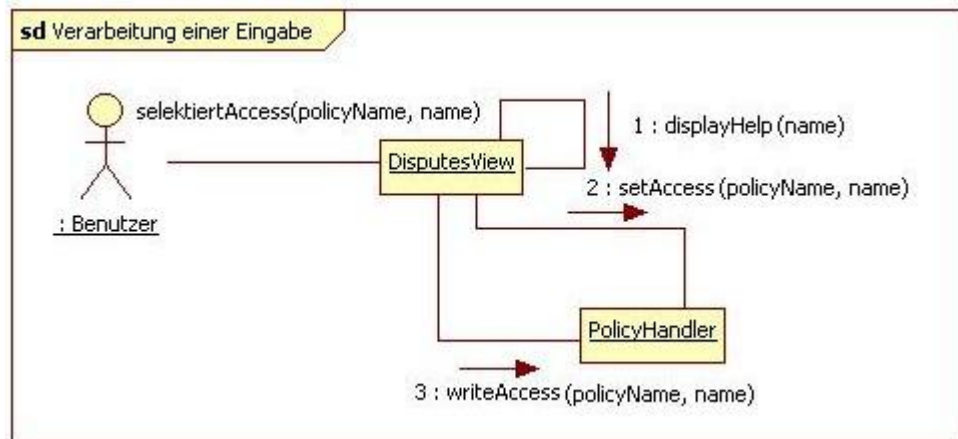 sd Verarbeitung einer Eingabe
selektiertAccess(policyName, name)
1 : displayHelp (name)
DisputesView
2 : setAccess (policyName, name)
: Benutzer
PolicyHandler
3 : writeAccess (policyName, name)